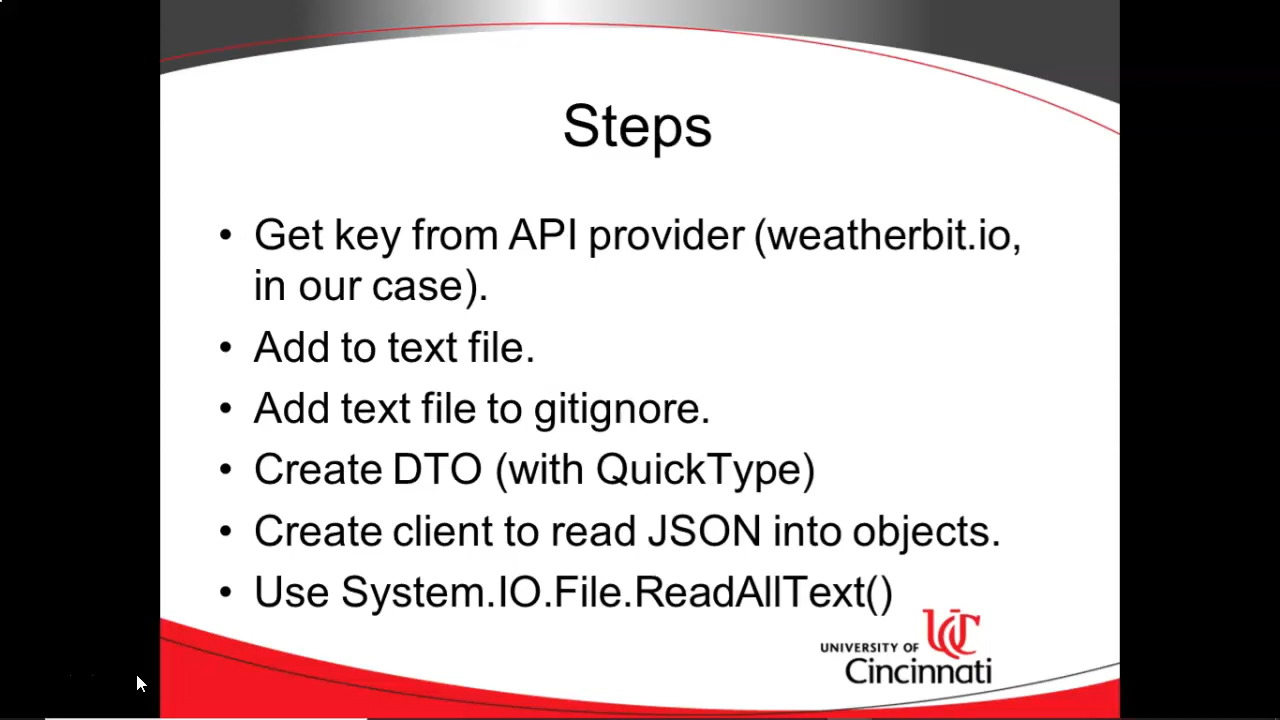 Steps
• Get key from API provider (weatherbit.io,
in our case).
• Add to text file.
• Add text file to gitignore.
• Create DTO (with QuickType)
• Create client to read JSON into objects.
• Use System.IO.File.ReadAllText()
UC
UNIVERSITY OF
Cincinnati